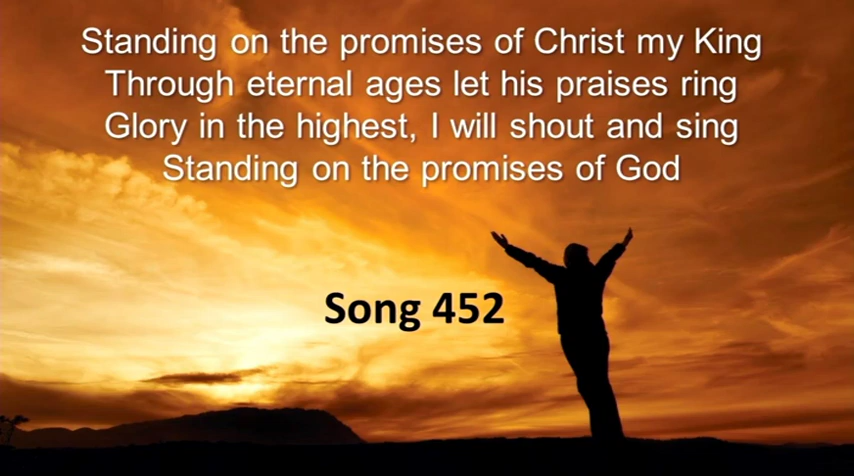 Standing on the promises of Christ my King
Through eternal ages let his praises ring
Glory in the highest, I will shout and sing
Standing on the promises of God
Song 452